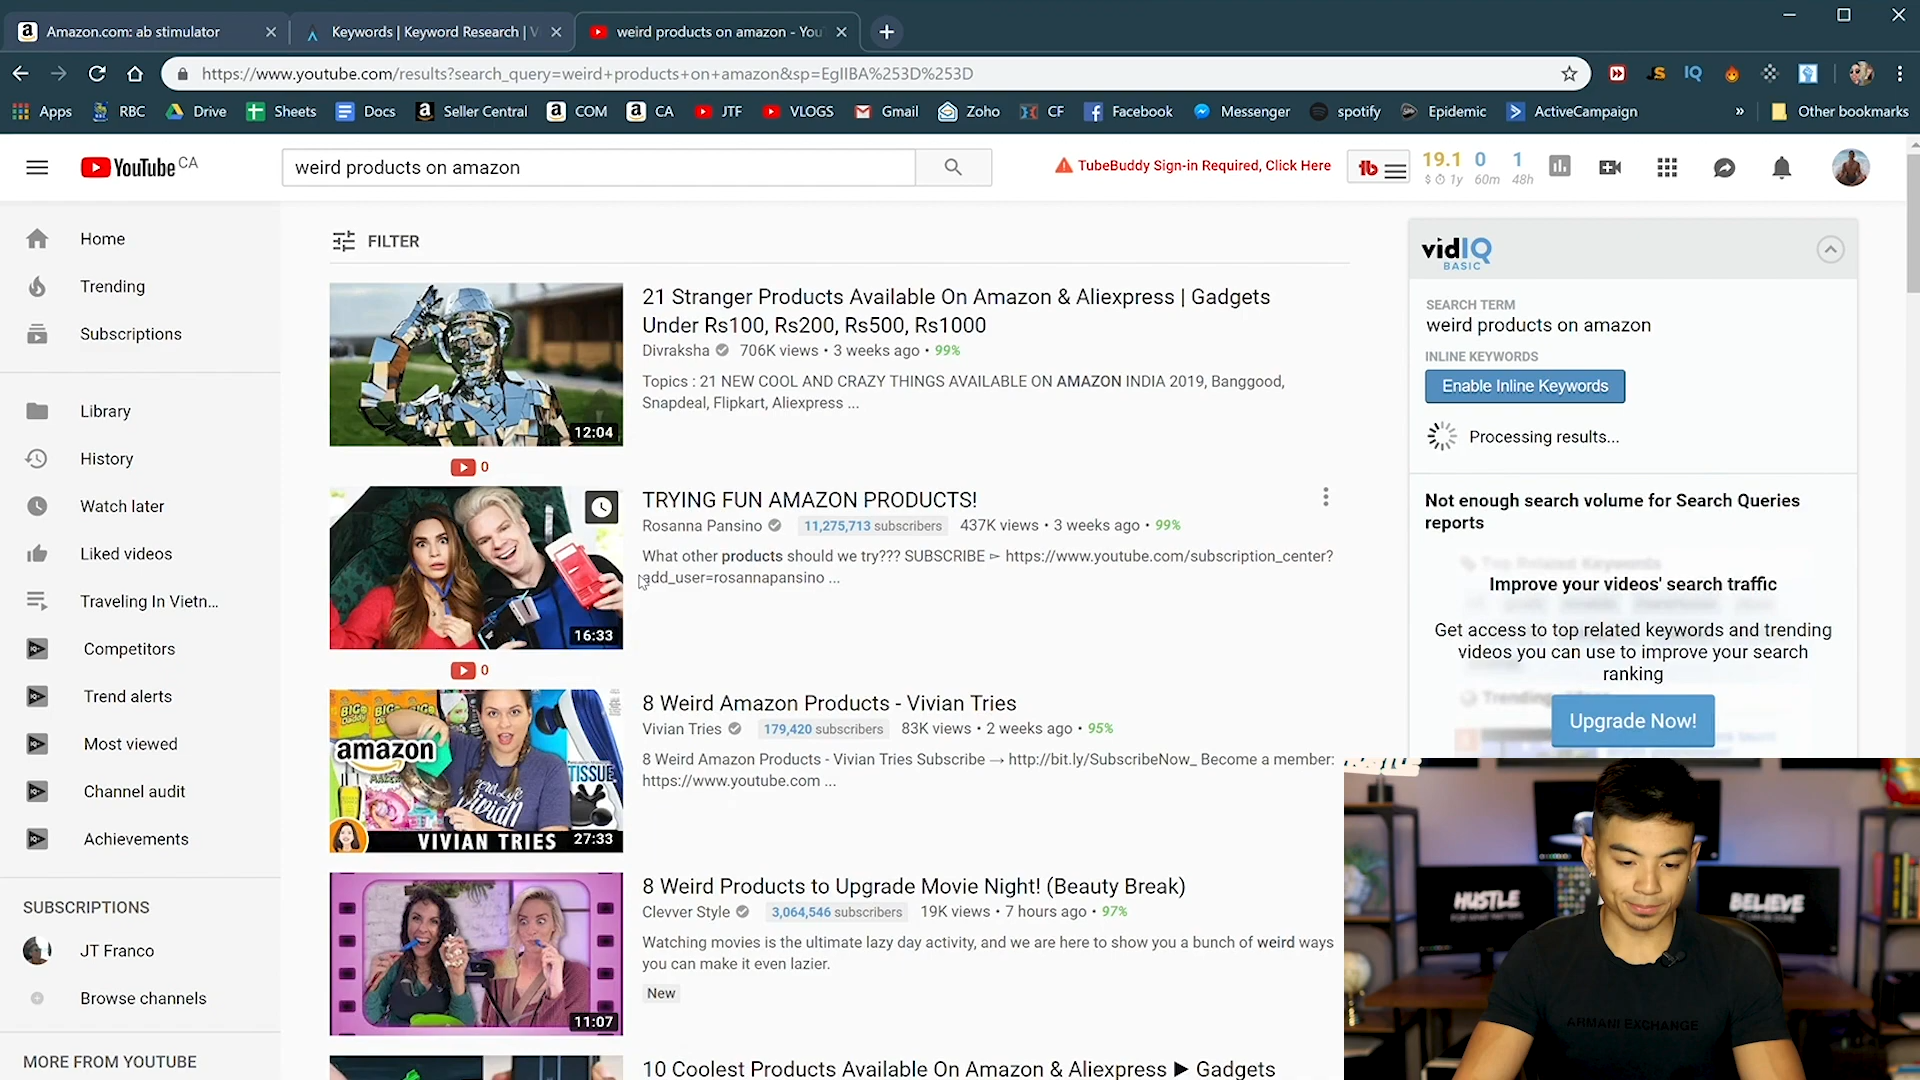 Amazon.com: ab stimulator
Keywords | Keyword Research | V
weird products on amazon - You
https://www.youtube.com/results?search_query=weird+products+on+amazon&sp=EgIIBA%253D%253D
Apps
RBC
Drive
Sheets
Docs
Seller Central
COM
CA
JTF
VLOGS
Gmail
Zoho
CF
Facebook
Messenger
spotify
Epidemic
ActiveCampaign
»
Other bookmarks
YouTube CA
weird products on amazon
TubeBuddy Sign-in Required, Click Here
19.1 0 1
1y 60m 48h
Home
Trending
Subscriptions
Library
History
Watch later
Liked videos
Traveling In Vietn...
Competitors
Trend alerts
Most viewed
Channel audit
Achievements
SUBSCRIPTIONS
JT Franco
Browse channels
MORE FROM YOUTUBE
FILTER
12:04
21 Stranger Products Available On Amazon & Aliexpress | Gadgets
Under Rs100, Rs200, Rs500, Rs1000
Divraksha 706K views • 3 weeks ago • 99%
Topics : 21 NEW COOL AND CRAZY THINGS AVAILABLE ON AMAZON INDIA 2019, Banggood,
Snapdeal, Flipkart, Aliexpress ...
0
16:33
TRYING FUN AMAZON PRODUCTS!
Rosanna Pansino 11,275,713 subscribers 437K views • 3 weeks ago • 99%
What other products should we try??? SUBSCRIBE ► https://www.youtube.com/subscription_center?
add_user=rosannapansino ...
0
amazon
TISSUE
VIVIAN TRIES
27:33
8 Weird Amazon Products - Vivian Tries
Vivian Tries 179,420 subscribers 83K views • 2 weeks ago • 95%
8 Weird Amazon Products - Vivian Tries Subscribe → http://bit.ly/SubscribeNow_ Become a member:
https://www.youtube.com ...
11:07
8 Weird Products to Upgrade Movie Night! (Beauty Break)
Clevver Style 3,064,546 subscribers 19K views • 7 hours ago • 97%
Watching movies is the ultimate lazy day activity, and we are here to show you a bunch of weird ways
you can make it even lazier.
New
10 Coolest Products Available On Amazon & Aliexpress ▶ Gadgets
vidIQ
BASIC
SEARCH TERM
weird products on amazon
INLINE KEYWORDS
Enable Inline Keywords
Processing results...
Not enough search volume for Search Queries
reports
Improve your videos' search traffic
Get access to top related keywords and trending
videos you can use to improve your search
ranking
Upgrade Now!
HUSTLE
BELIEVE
ARMANI EXCHANGE